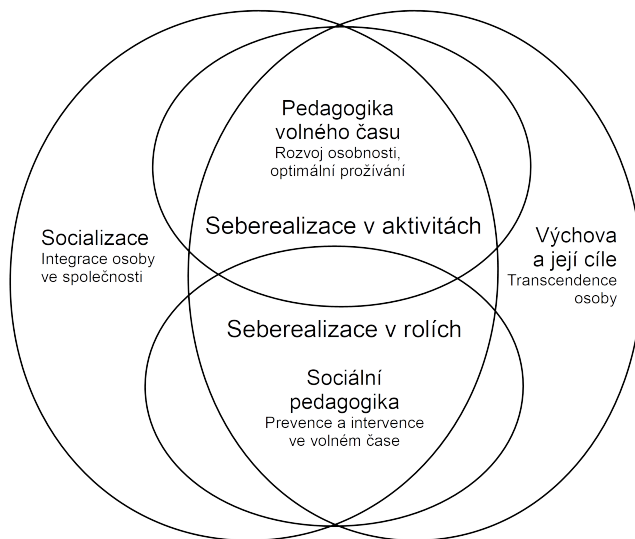 Pedagogika
volného času
Rozvoj osobnosti,
optimální prožívání
Seberealizace v aktivitách
Socializace
Integrace osoby
ve společnosti
Výchova
a její cíle
Transcendence
osoby
Seberealizace v rolích
Sociální
pedagogika
Prevence a intervence
ve volném čase